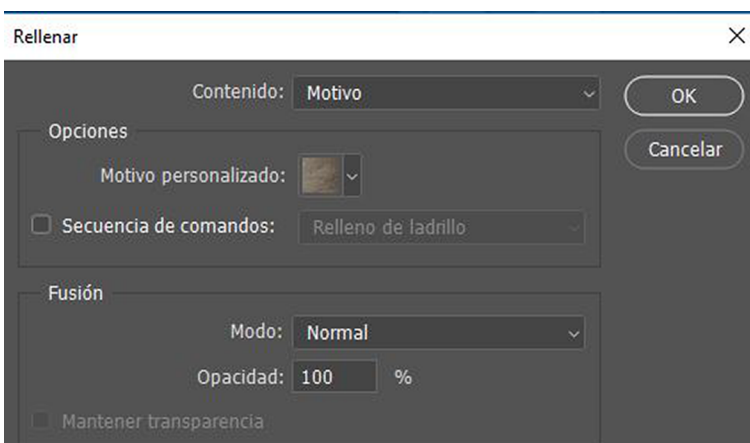 Rellenar
Contenido: Motivo
OK
Opciones
Cancelar
Motivo personalizado:
Secuencia de comandos: Relleno de ladrillo
Fusión
Modo: Normal
Opacidad: 100 %
Mantener transparencia